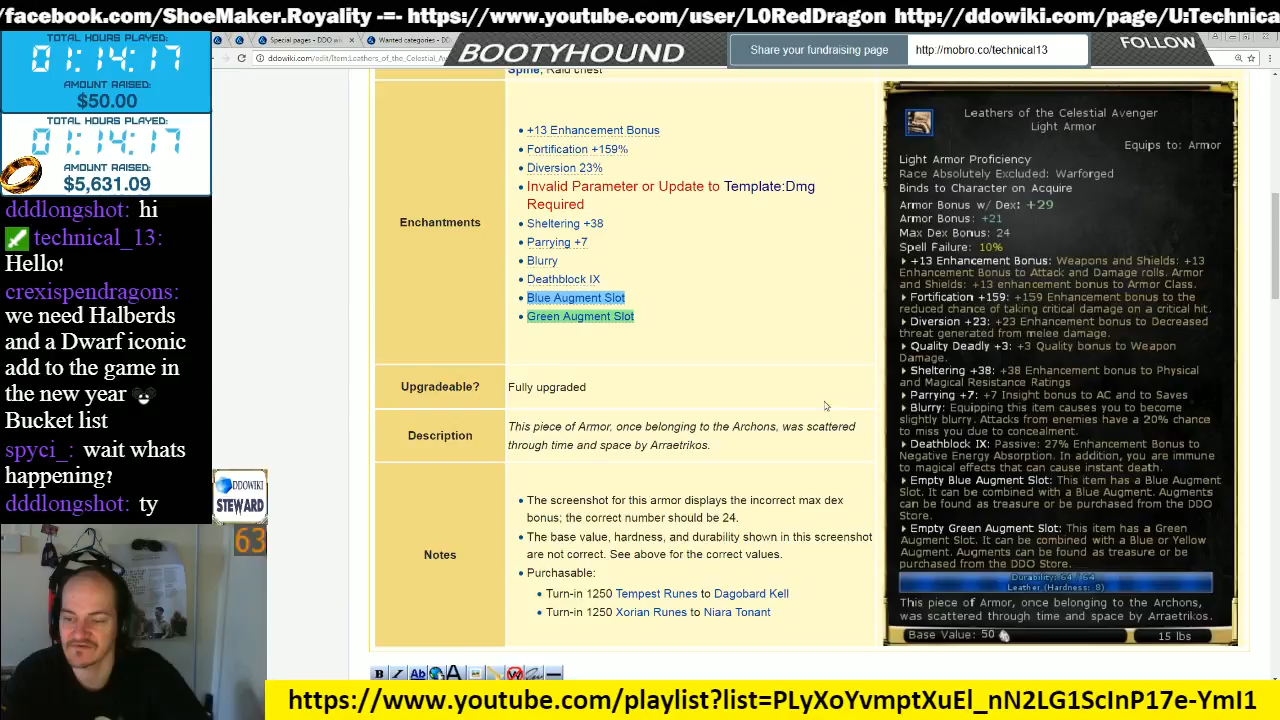 /facebook.com/ShoeMaker.Royality -=- https://www.youtube.com/user/L0RedDragon http://ddowiki.com/page/U:Technica
TOTAL HOURS PLAYED:
01:14:17
AMOUNT RAISED:
$50.00
TOTAL HOURS PLAYED:
01:14:17
AMOUNT RAISED:
$5,631.09
Special pages - DDO wi
Wanted categories - D
ddowiki.com/edit/Item:Leathers_of_the_Celestial_A
BOOTYHOUND
Share your fundraising page
http://mobro.co/technical13
FOLLOW
dddlongshot: hi
technical_13:
Hello!
crexispendragons:
we need Halberds
and a Dwarf iconic
add to the game in
the new year
Bucket list
spyci_: wait whats
happening?
dddlongshot: ty
DDOWIKI
STEWARD
63
Spine, Raid chest
Enchantments
+13 Enhancement Bonus
Fortification +159%
Diversion 23%
Invalid Parameter or Update to Template:Dmg
Required
Sheltering +38
Parrying +7
Blurry
Deathblock IX
Blue Augment Slot
Green Augment Slot
Upgradeable?
Fully upgraded
Description
This piece of Armor, once belonging to the Archons, was scattered
through time and space by Arraetrikos.
Notes
The screenshot for this armor displays the incorrect max dex
bonus; the correct number should be 24.
The base value, hardness, and durability shown in this screenshot
are not correct. See above for the correct values.
Purchasable:
Turn-in 1250 Tempest Runes to Dagobard Kell
Turn-in 1250 Xorian Runes to Niara Tonant
B I Ab A W
Leathers of the Celestial Avenger
Light Armor
Equips to: Armor
Light Armor Proficiency
Race Absolutely Excluded: Warforged
Binds to Character on Acquire
Armor Bonus w/ Dex: +29
Armor Bonus: +21
Max Dex Bonus: 24
Spell Failure: 10%
+13 Enhancement Bonus: Weapons and Shields: +13
Enhancement Bonus to Attack and Damage rolls. Armor
and Shields: +13 enhancement bonus to Armor Class.
Fortification +159: +159 Enhancement bonus to the
reduced chance of taking critical damage on a critical hit.
Diversion +23: +23 Enhancement bonus to Decreased
threat generated from melee damage.
Quality Deadly +3: +3 Quality bonus to Weapon
Damage.
Sheltering +38: +38 Enhancement bonus to Physical
and Magical Resistance Ratings
Parrying +7: +7 Insight bonus to AC and to Saves
Blurry: Equipping this item causes you to become
slightly blurry. Attacks from enemies have a 20% chance
to miss you due to concealment.
Deathblock IX: Passive: 27% Enhancement Bonus to
Negative Energy Absorption. In addition, you are immune
to magical effects that can cause instant death.
Empty Blue Augment Slot: This item has a Blue Augment
Slot. It can be combined with a Blue Augment. Augments
can be found as treasure or be purchased from the DDO
Store.
Empty Green Augment Slot: This item has a Green
Augment Slot. It can be combined with a Blue or Yellow
Augment. Augments can be found as treasure or be
purchased from the DDO Store.
Durability: 64 / 64
Leather (Hardness: 8)
This piece of Armor, once belonging to the Archons,
was scattered through time and space by Arraetrikos.
Base Value: 50
15 lbs
https://www.youtube.com/playlist?list=PLyXoYvmptXuEl_nN2LG1ScInP17e-YmI1